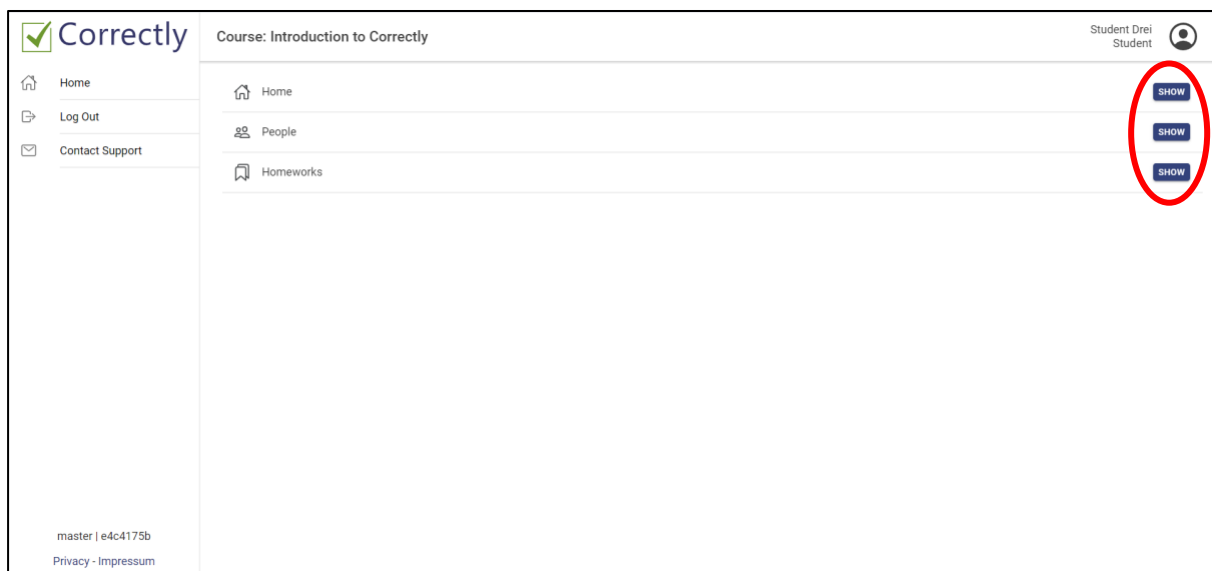 Correctly
Course: Introduction to Correctly
Student Drei
Student
Home
Log Out
Contact Support
Home
SHOW
People
SHOW
Homeworks
SHOW
master | e4c4175b
Privacy - Impressum